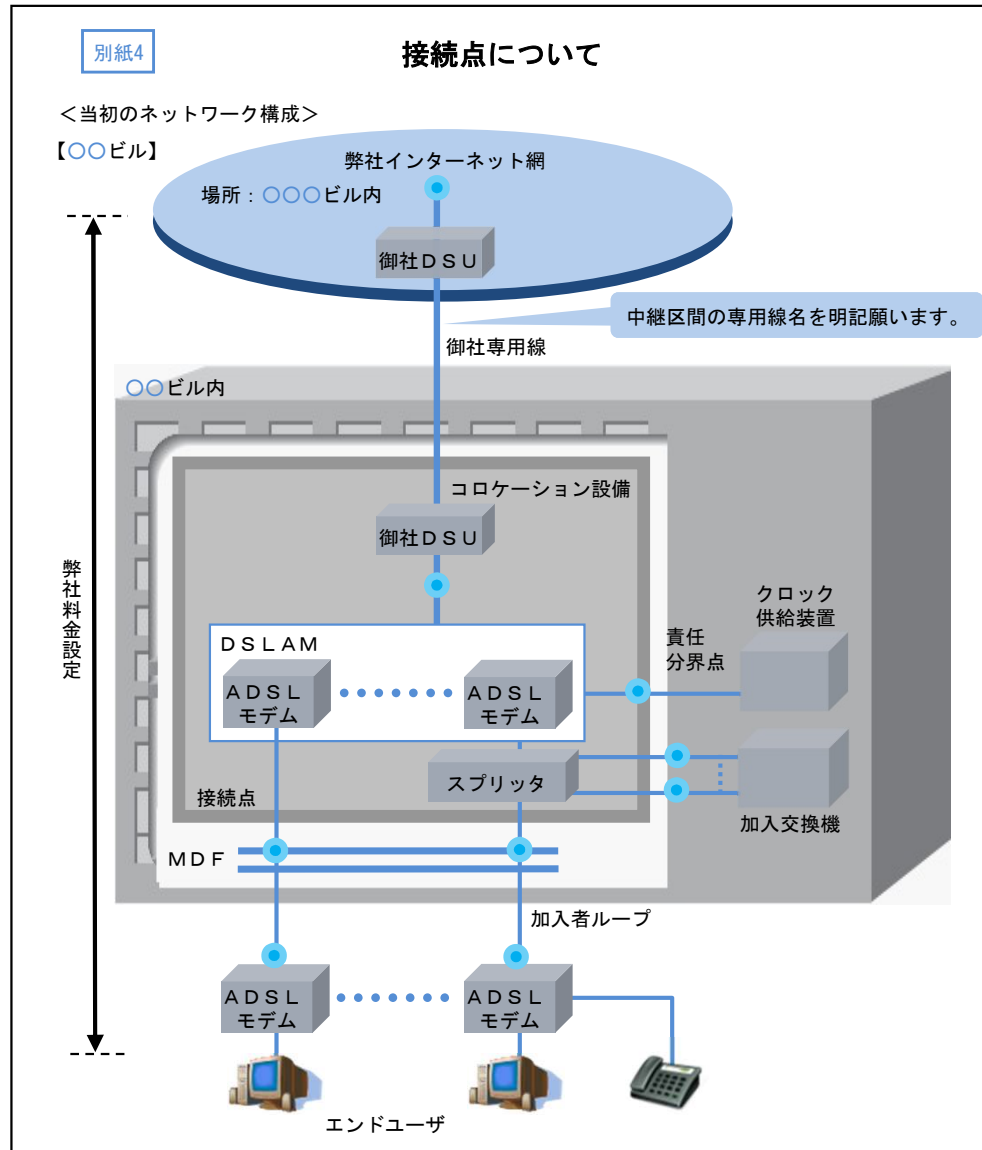 別紙4
接続点について
＜当初のネットワーク構成＞
【○○ビル】
弊社インターネット網
場所：○○○ビル内
御社ＤＳＵ
中継区間の専用線名を明記願います。
御社専用線
○○ビル内
コロケーション設備
御社ＤＳＵ
弊社料金設定
クロック
供給装置
責任
分界点
ＤＳＬＡＭ
ＡＤＳＬ
モデム
ＡＤＳＬ
モデム
スプリッタ
接続点
加入交換機
ＭＤＦ
加入者ループ
ＡＤＳＬ
モデム
ＡＤＳＬ
モデム
エンドユーザ